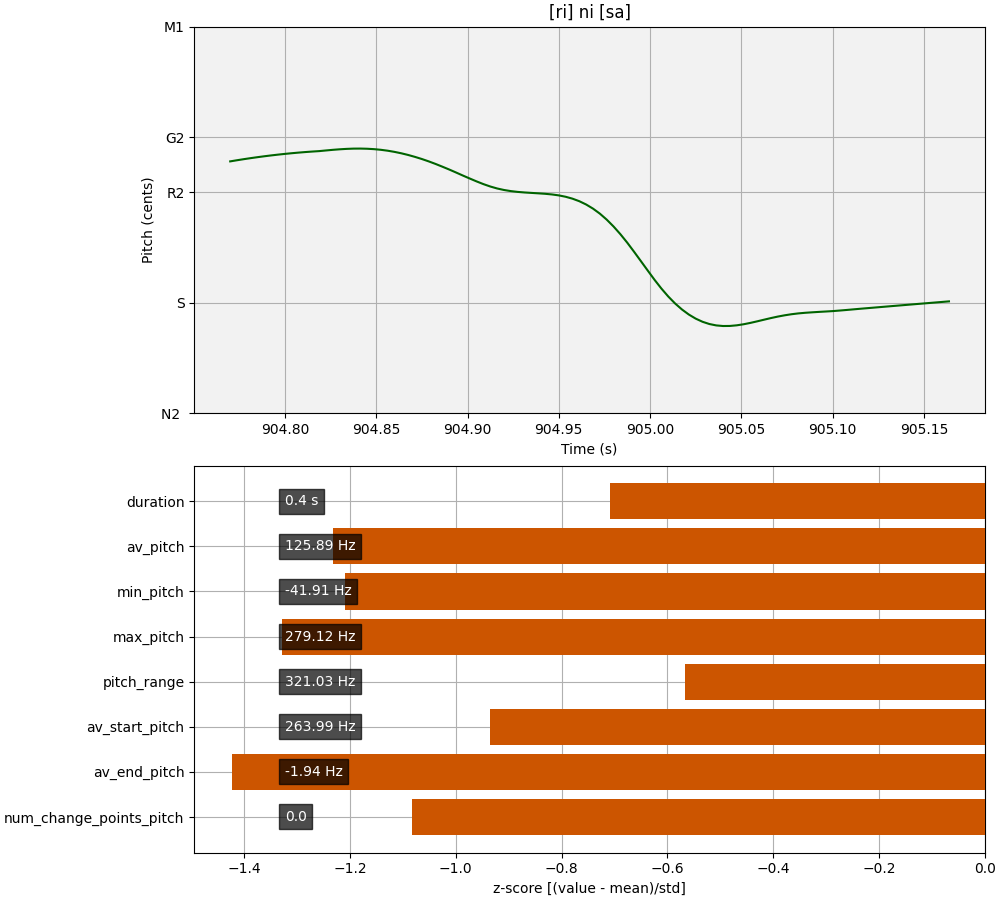 [ri] ni [sa]
M1
G2
R2
S
N2
Pitch (cents)
904.80 904.85 904.90 904.95 905.00 905.05 905.10 905.15
Time (s)
duration 0.4 s
av_pitch 125.89 Hz
min_pitch -41.91 Hz
max_pitch 279.12 Hz
pitch_range 321.03 Hz
av_start_pitch 263.99 Hz
av_end_pitch -1.94 Hz
num_change_points_pitch 0.0
−1.4 −1.2 −1.0 −0.8 −0.6 −0.4 −0.2 0.0
z-score [(value - mean)/std]